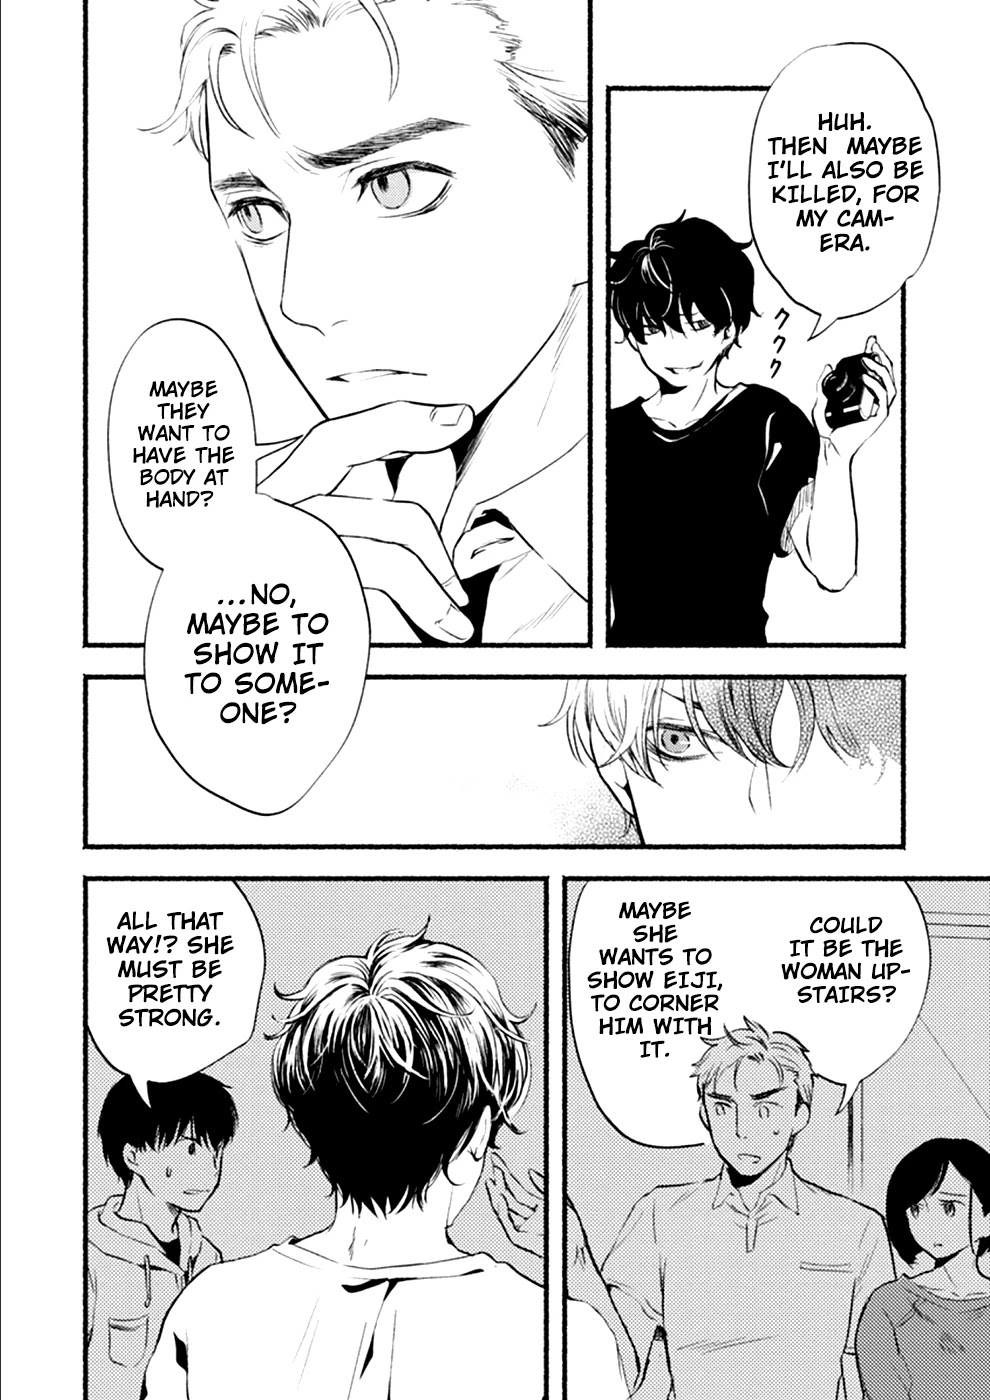 HUH.
THEN MAYBE
I'LL ALSO BE
KILLED, FOR
MY CAM-
ERA.
ククク
MAYBE
THEY
WANT TO
HAVE THE
BODY AT
HAND?
...NO,
MAYBE TO
SHOW IT
TO SOME-
ONE?
COULD
IT BE THE
WOMAN UP-
STAIRS?
MAYBE
SHE
WANTS TO
SHOW EIJI,
TO CORNER
HIM WITH
IT.
ALL THAT
WAY!? SHE
MUST BE
PRETTY
STRONG.